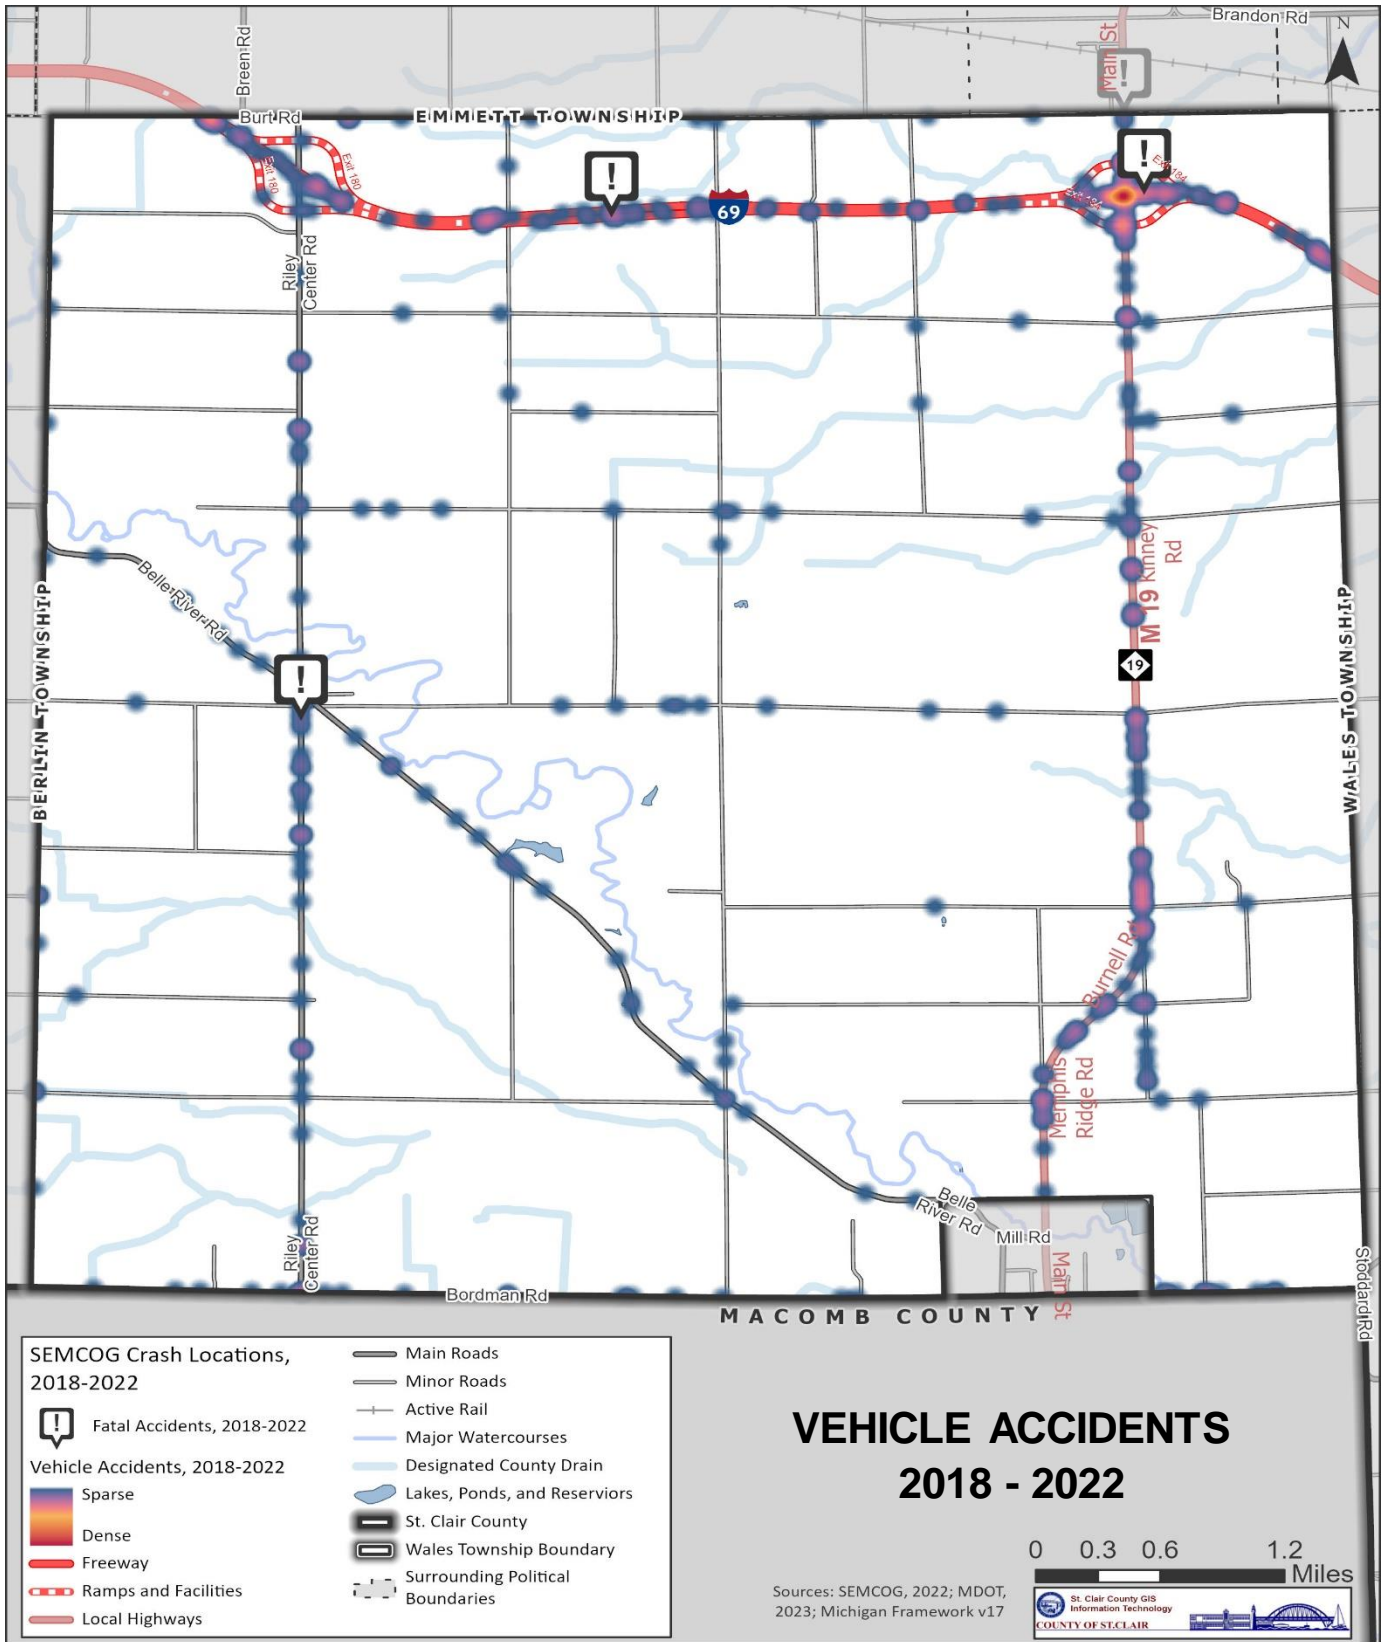 Brandon Rd
N
Main St
Breen Rd
Burt Rd
EMMETT TOWNSHIP
Exit 180
Exit 180
!
!
!
Exit 184
Exit 184
69
Riley
Center Rd
Kinney
Rd
M 19
19
Belle River Rd
!
BERLIN TOWNSHIP
WALES TOWNSHIP
Burnell Rd
Memphis
Ridge Rd
Belle
River Rd
Mill Rd
Main St
Riley
Center Rd
Bordman Rd
Stoddard Rd
MACOMB COUNTY
SEMCOG Crash Locations,
2018-2022
! Fatal Accidents, 2018-2022
Vehicle Accidents, 2018-2022
Sparse
Dense
Freeway
Ramps and Facilities
Local Highways
Main Roads
Minor Roads
Active Rail
Major Watercourses
Designated County Drain
Lakes, Ponds, and Reserviors
St. Clair County
Wales Township Boundary
Surrounding Political
Boundaries
VEHICLE ACCIDENTS
2018 - 2022
0 0.3 0.6 1.2
Miles
Sources: SEMCOG, 2022; MDOT,
2023; Michigan Framework v17
St. Clair County GIS
Information Technology
COUNTY OF ST.CLAIR